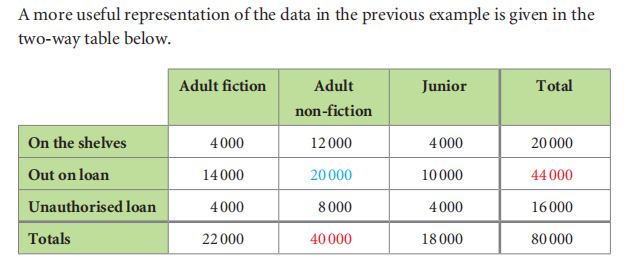 A more useful representation of the data in the previous example is given in the
two-way table below.
Adult fiction Adult non-fiction Junior Total
On the shelves 4000 12000 4000 20000
Out on loan 14000 20000 10000 44000
Unauthorised loan 4000 8000 4000 16000
Totals 22000 40000 18000 80000